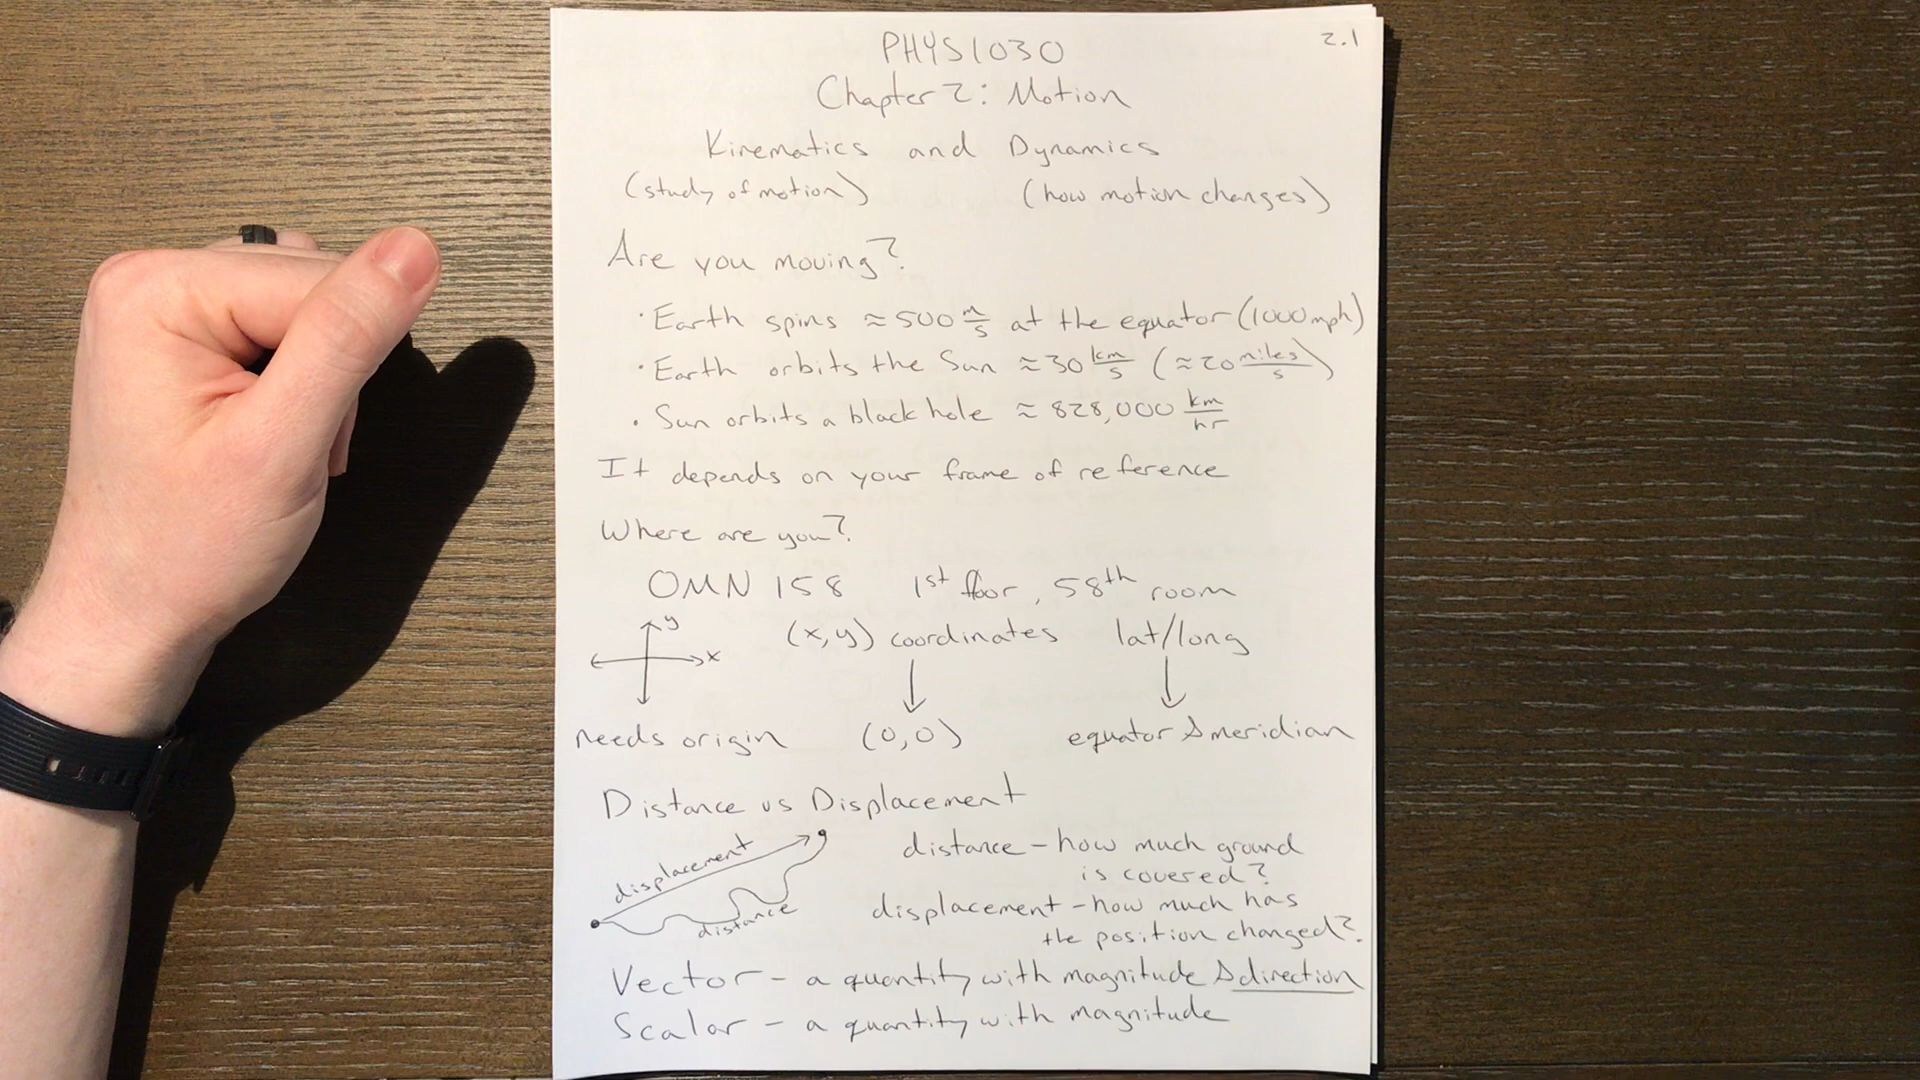 2.1
PHYS1030
Chapter 2: Motion
Kinematics and Dynamics
(study of motion) (how motion changes)
Are you moving?
· Earth spins ≈ 500 m/s at the equator (1000mph)
· Earth orbits the Sun ≈ 30 km/s (≈ 20 miles/s)
· Sun orbits a black hole ≈ 828,000 km/hr
It depends on your frame of reference
Where are you?
OMN 158 1st floor, 58th room
y
x
(x,y) coordinates lat/long
needs origin (0,0) equator & meridian
Distance vs Displacement
displacement
distance
distance - how much ground
is covered?
displacement - how much has
the position changed?
Vector - a quantity with magnitude & direction
Scalar - a quantity with magnitude